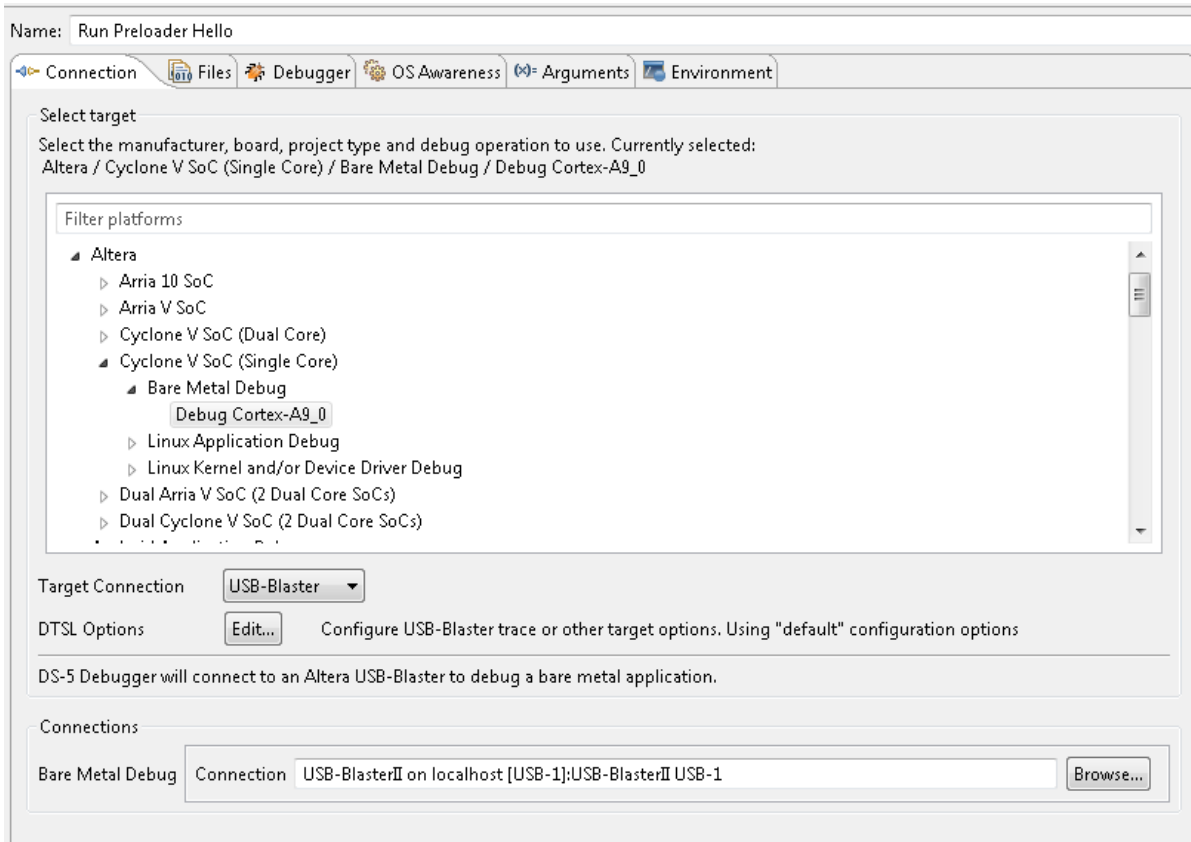 Name: Run Preloader Hello
Connection Files Debugger OS Awareness Arguments Environment
Select target
Select the manufacturer, board, project type and debug operation to use. Currently selected:
Altera / Cyclone V SoC (Single Core) / Bare Metal Debug / Debug Cortex-A9_0
Filter platforms
Altera
Arria 10 SoC
Arria V SoC
Cyclone V SoC (Dual Core)
Cyclone V SoC (Single Core)
Bare Metal Debug
Debug Cortex-A9_0
Linux Application Debug
Linux Kernel and/or Device Driver Debug
Dual Arria V SoC (2 Dual Core SoCs)
Dual Cyclone V SoC (2 Dual Core SoCs)
Target Connection USB-Blaster
DTSL Options Edit... Configure USB-Blaster trace or other target options. Using "default" configuration options
DS-5 Debugger will connect to an Altera USB-Blaster to debug a bare metal application.
Connections
Bare Metal Debug Connection USB-BlasterII on localhost [USB-1]:USB-BlasterII USB-1 Browse...